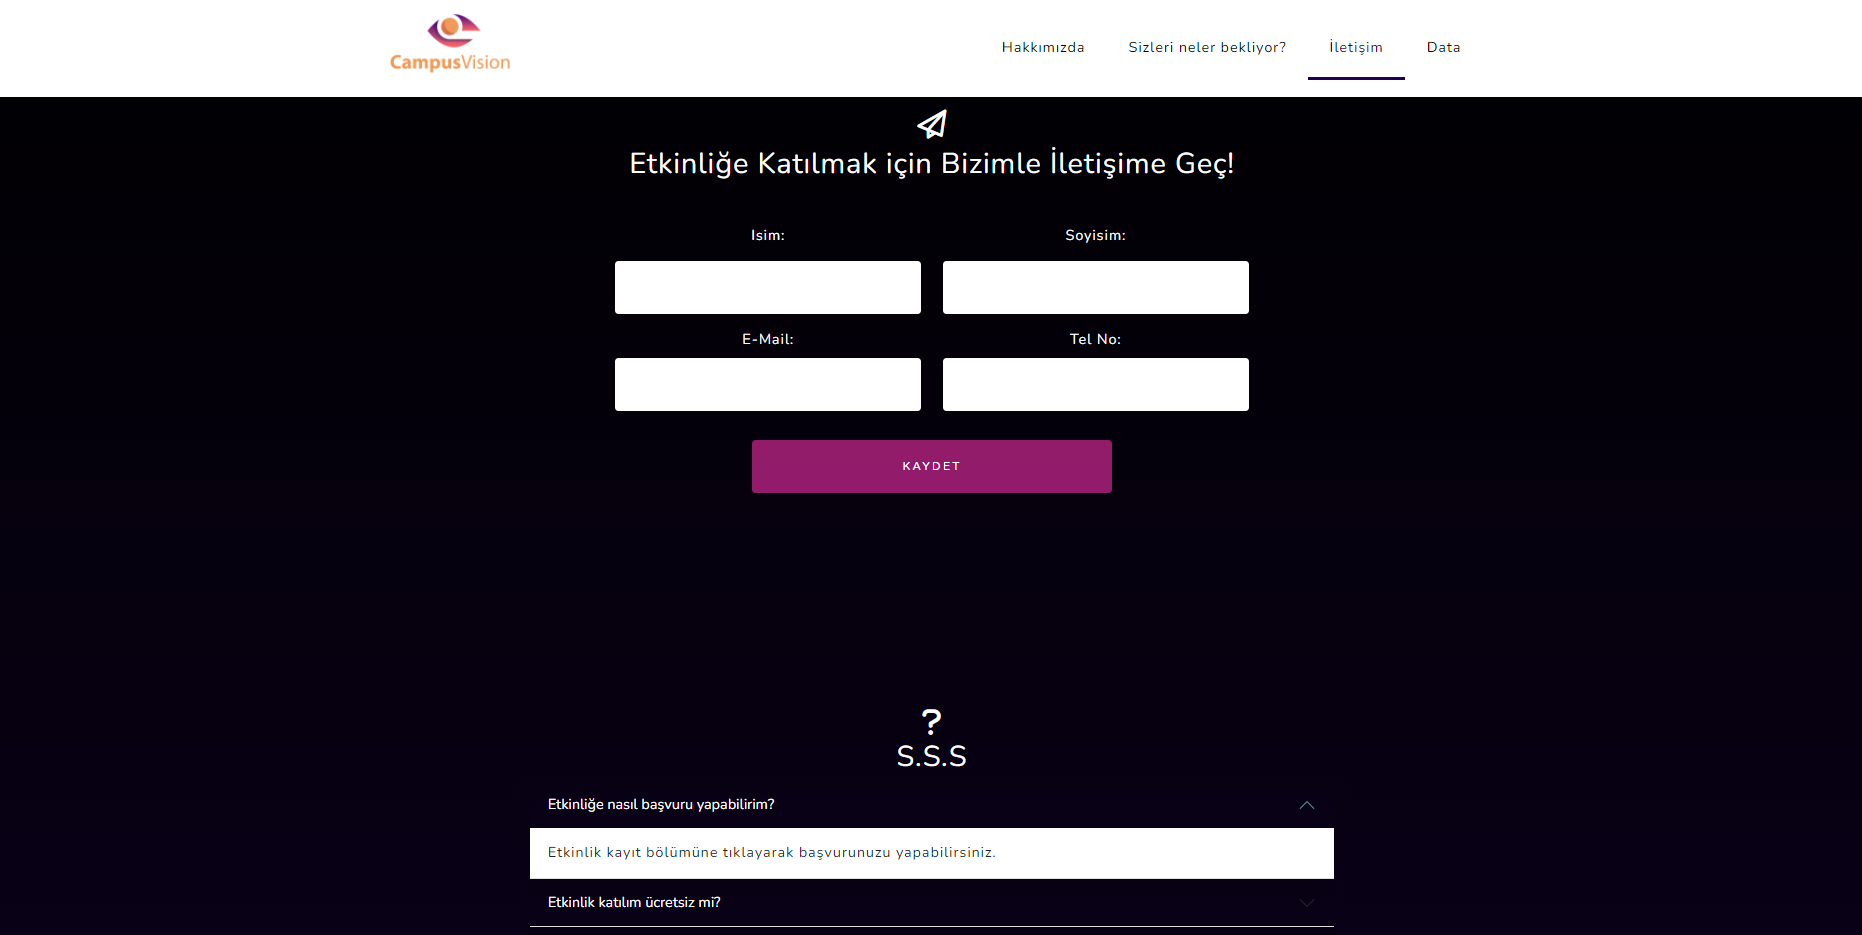 CampusVision
Hakkımızda Sizleri neler bekliyor? İletişim Data
Etkinliğe Katılmak için Bizimle İletişime Geç!
Isim: Soyisim:
E-Mail: Tel No:
KAYDET
?
S.S.S
Etkinliğe nasıl başvuru yapabilirim?
Etkinlik kayıt bölümüne tıklayarak başvurunuzu yapabilirsiniz.
Etkinlik katılım ücretsiz mi?